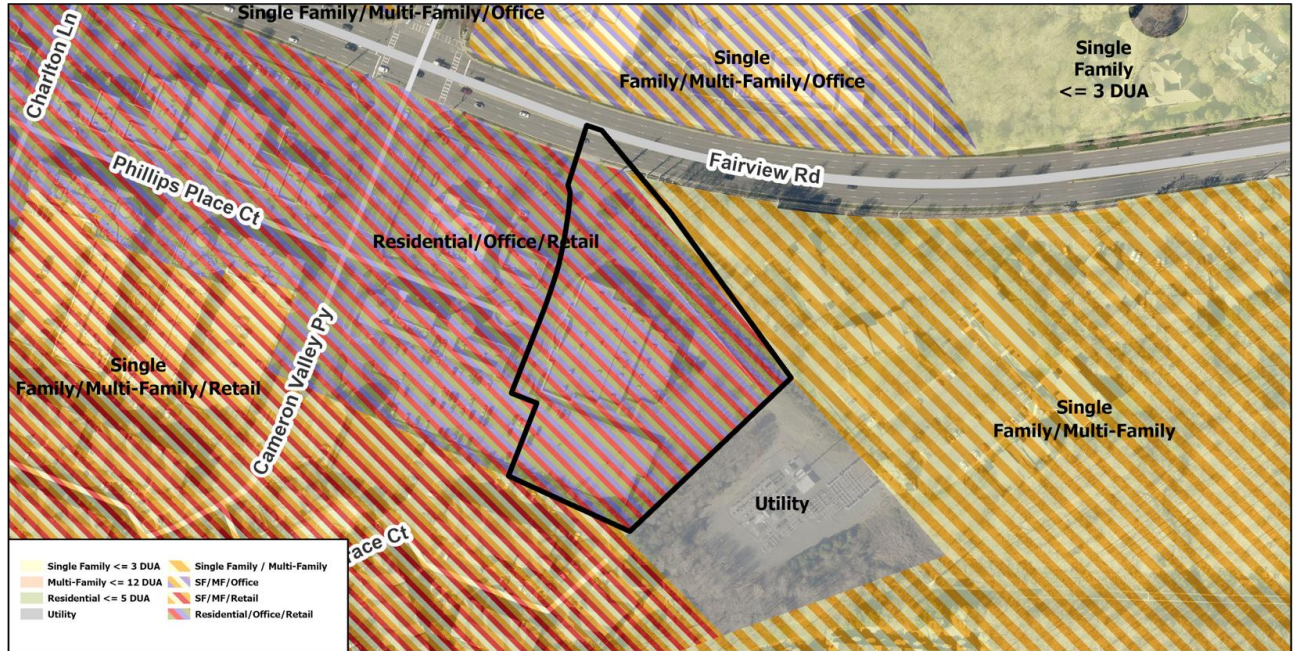 Single Family/Multi-Family/Office
Charlton Ln
Single
Family/Multi-Family/Office
Single
Family
<= 3 DUA
Fairview Rd
Phillips Place Ct
Residential/Office/Retail
Single
Family/Multi-Family/Retail
Cameron Valley Py
Single
Family/Multi-Family
Utility
race Ct
Single Family <= 3 DUA
Multi-Family <= 12 DUA
Residential <= 5 DUA
Utility
Single Family / Multi-Family
SF/MF/Office
SF/MF/Retail
Residential/Office/Retail